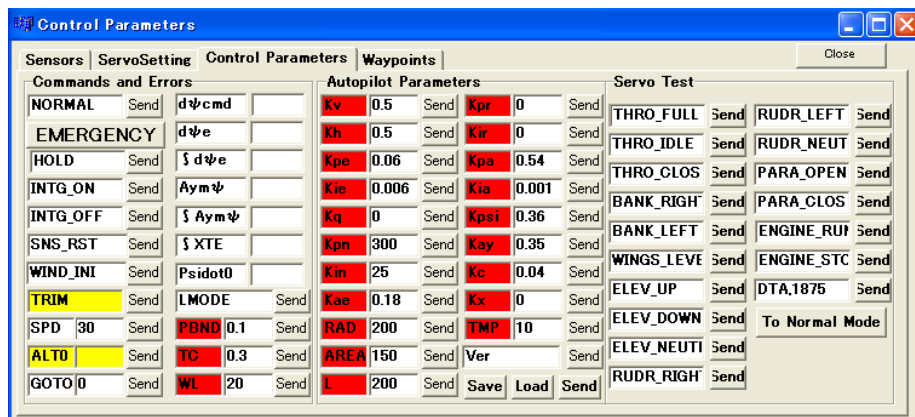 Control Parameters
Close
Sensors ServoSetting Control Parameters Waypoints
Commands and Errors
NORMAL Send dψcmd
EMERGENCY dψe
HOLD Send ∫dψe
INTG_ON Send Aymψ
INTG_OFF Send ∫Aymψ
SNS_RST Send ∫XTE
WIND_INI Send Psidot0
TRIM Send LMODE Send
SPD 30 Send PBND 0.1 Send
ALT0 Send TC 0.3 Send
GOTO 0 Send WL 20 Send
Autopilot Parameters
Kv 0.5 Send Kpr 0 Send
Kh 0.5 Send Kir 0 Send
Kpe 0.06 Send Kpa 0.54 Send
Kie 0.006 Send Kia 0.001 Send
Kq 0 Send Kpsi 0.36 Send
Kpn 300 Send Kay 0.35 Send
Kin 25 Send Kc 0.04 Send
Kae 0.18 Send Kx 0 Send
RAD 200 Send TMP 10 Send
AREA 150 Send Ver Send
L 200 Send Save Load Send
Servo Test
THRO_FULL Send RUDR_LEFT Send
THRO_IDLE Send RUDR_NEUT Send
THRO_CLOS Send PARA_OPEN Send
BANK_RIGHT Send PARA_CLOS Send
BANK_LEFT Send ENGINE_RUN Send
WINGS_LEVE Send ENGINE_STC Send
ELEV_UP Send DTA,1875 Send
ELEV_DOWN Send To Normal Mode
ELEV_NEUTI Send
RUDR_RIGHT Send